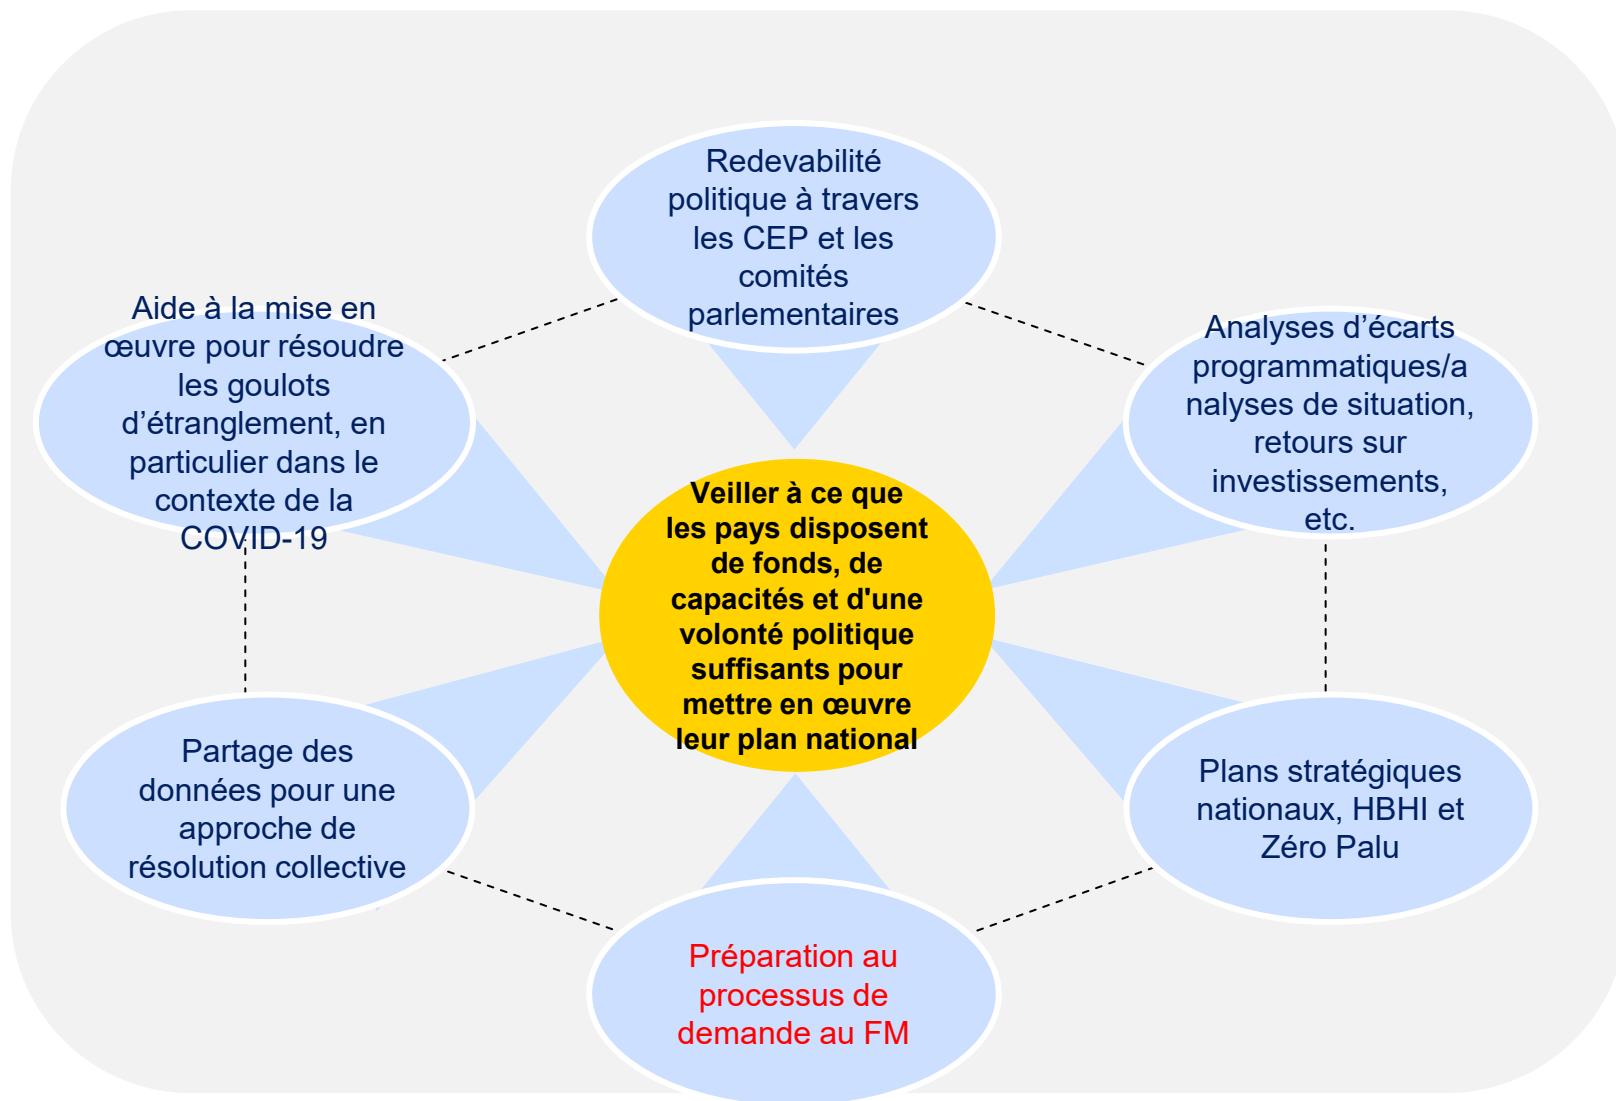 Redevabilité
politique à travers
les CEP et les
comités
parlementaires
Aide à la mise en
œuvre pour résoudre
les goulots
d’étranglement, en
particulier dans le
contexte de la
COVID-19
Analyses d’écarts
programmatiques/a
nalyses de situation,
retours sur
investissements,
etc.
Veiller à ce que
les pays disposent
de fonds, de
capacités et d'une
volonté politique
suffisants pour
mettre en œuvre
leur plan national
Partage des
données pour une
approche de
résolution collective
Plans stratégiques
nationaux, HBHI et
Zéro Palu
Préparation au
processus de
demande au FM